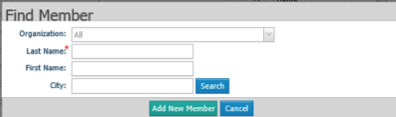 Find Member
Organization: All
Last Name:*
First Name:
City: Search
Add New Member Cancel